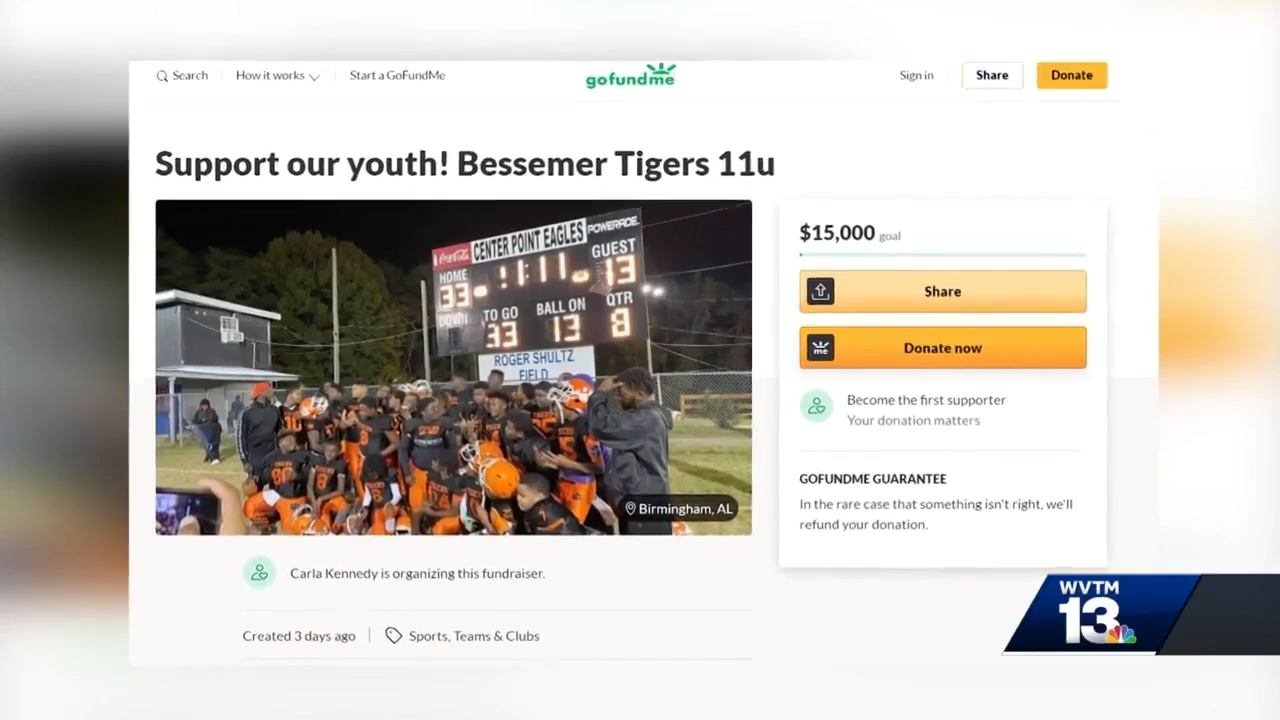 Search
How it works
Start a GoFundMe
gofundme
Sign in
Share
Donate
Support our youth! Bessemer Tigers 11u
Coca-Cola
CENTER POINT EAGLES
POWERADE
HOME
GUEST
33
1:11
13
DOWN
TO GO
BALL ON
QTR
33
13
8
ROGER SHULTZ
FIELD
Birmingham, AL
Carla Kennedy is organizing this fundraiser.
Created 3 days ago
Sports, Teams & Clubs
$15,000 goal
Share
me
Donate now
Become the first supporter
Your donation matters
GOFUNDME GUARANTEE
In the rare case that something isn't right, we'll
refund your donation.
WVTM
13